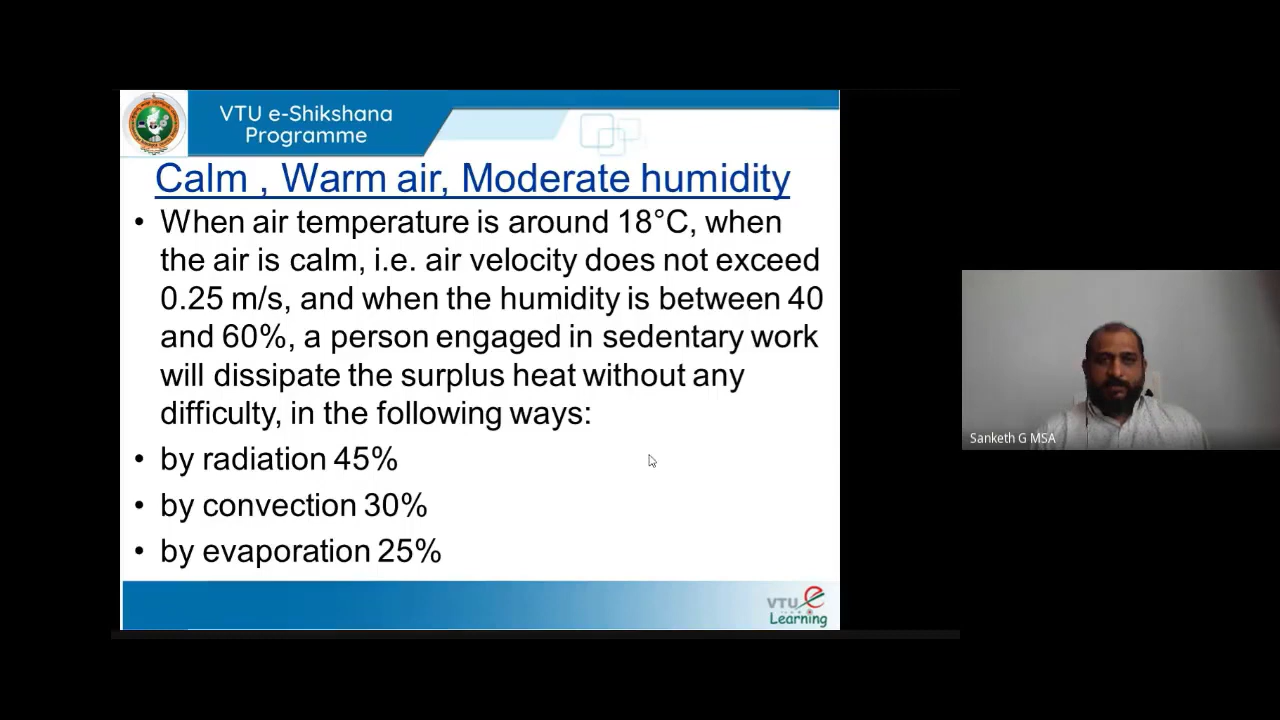 VTU e-Shikshana
Programme
Calm , Warm air, Moderate humidity
• When air temperature is around 18°C, when
the air is calm, i.e. air velocity does not exceed
0.25 m/s, and when the humidity is between 40
and 60%, a person engaged in sedentary work
will dissipate the surplus heat without any
difficulty, in the following ways:
• by radiation 45%
• by convection 30%
• by evaporation 25%
VTU e
Learning
Sanketh G MSA